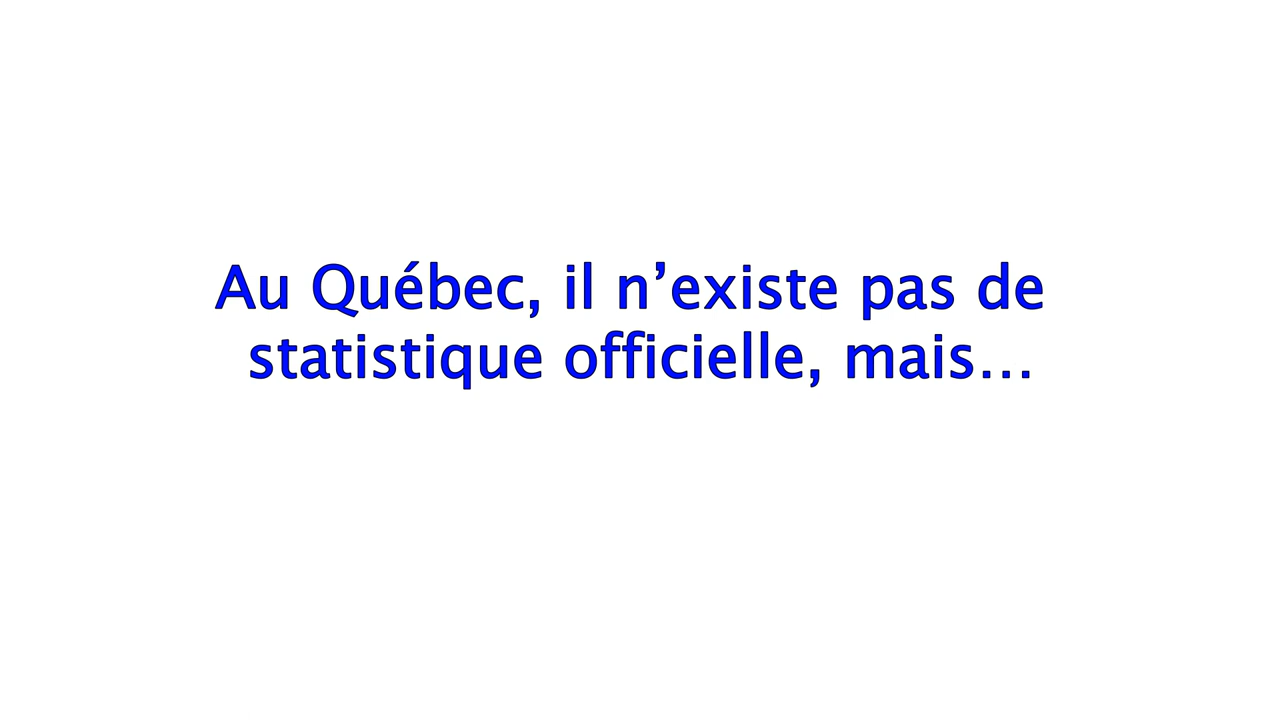 Au Québec, il n’existe pas de
statistique officielle, mais…